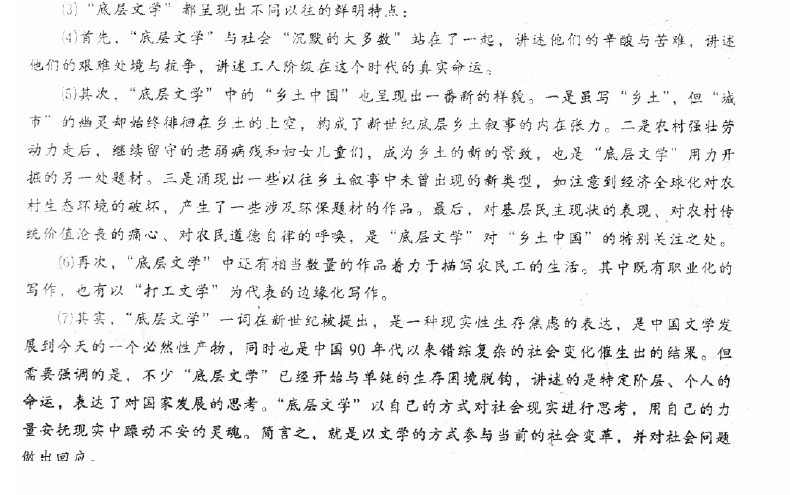 ⑶“底层文学”都呈现出不同以往的鲜明特点：
⑷首先，“底层文学”与社会“沉默的大多数”站在了一起，讲述他们的辛酸与苦难，讲述
他们的艰难处境与抗争，讲述工人阶级在这个时代的真实命运。
⑸其次，“底层文学”中的“乡土中国”也呈现出一番新的样貌。一是虽写“乡土”，但“城
市”的幽灵却始终徘徊在乡土的上空，构成了新世纪底层乡土叙事的内在张力。二是农村强壮劳
动力走后，继续留守的老弱病残和妇女儿童们，成为乡土的新的景致，也是“底层文学”用力开
掘的另一处题材。三是涌现出一些以往乡土叙事中未曾出现的新类型，如注意到经济全球化对农
村生态环境的破坏，产生了一些涉及环保题材的作品。最后，对基层民主现状的表现、对农村传
统价值沦丧的痛心、对农民道德自律的呼唤，是“底层文学”对“乡土中国”的特别关注之处。
⑹再次，“底层文学”中还有相当数量的作品着力于描写农民工的生活。其中既有职业化的
写作，也有以“打工文学”为代表的边缘化写作。
⑺其实，“底层文学”一词在新世纪被提出，是一种现实性生存焦虑的表达，是中国文学发
展到今天的一个必然性产物，同时也是中国 90 年代以来错综复杂的社会变化催生出的结果。但
需要强调的是，不少“底层文学”已经开始与单纯的生存困境脱钩，讲述的是特定阶层、个人的
命运，表达了对国家发展的思考。“底层文学”以自己的方式对社会现实进行思考，用自己的力
量安抚现实中躁动不安的灵魂。简言之，就是以文学的方式参与当前的社会变革，并对社会问题
做出回应。